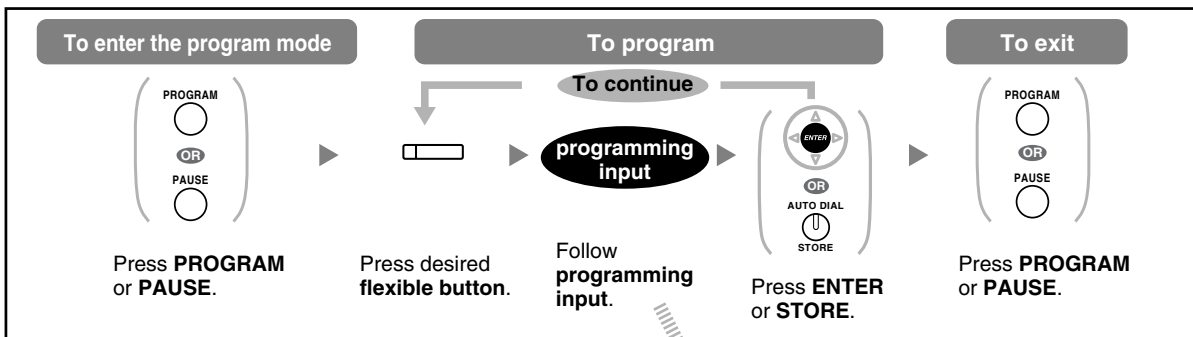 To enter the program mode
To program
To exit
To continue
PROGRAM
OR
PAUSE
programming
input
ENTER
OR
AUTO DIAL
STORE
PROGRAM
OR
PAUSE
Press PROGRAM
or PAUSE.
Press desired
flexible button.
Follow
programming
input.
Press ENTER
or STORE.
Press PROGRAM
or PAUSE.